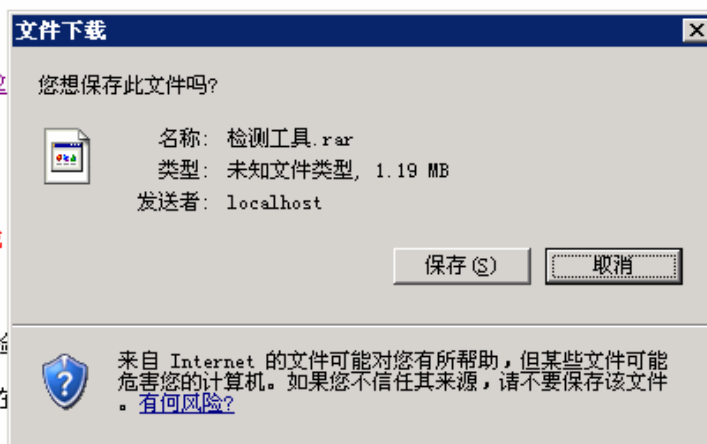 文件下载
您想保存此文件吗?
名称: 检测工具.rar
类型: 未知文件类型, 1.19 MB
发送者: localhost
保存(S)
取消
来自 Internet 的文件可能对您有所帮助，但某些文件可能
危害您的计算机。如果您不信任其来源，请不要保存该文件
。有何风险?